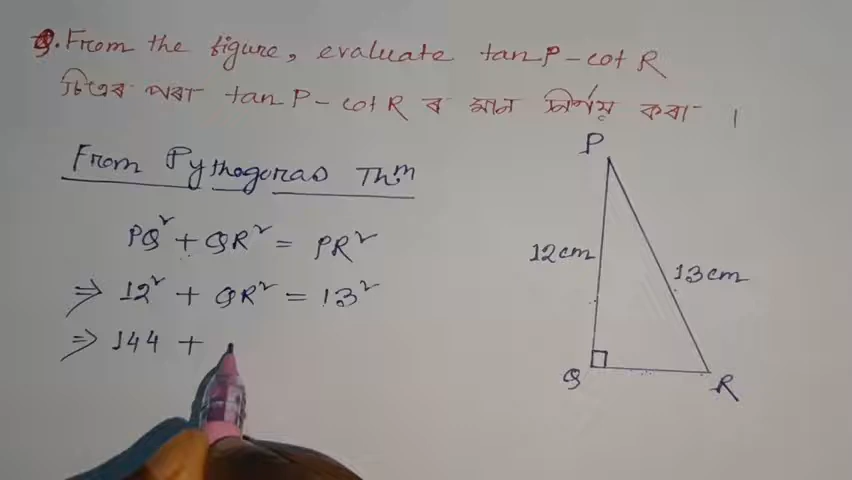 Q. From the figure, evaluate tan P - cot R
চিত্ৰৰ পৰা tan P - cot R ৰ মান নিৰ্ণয় কৰা ।
From Pythagoras Thm
PQ² + QR² = PR²
⇒ 12² + QR² = 13²
⇒ 144 +
P
12cm
13cm
Q
R